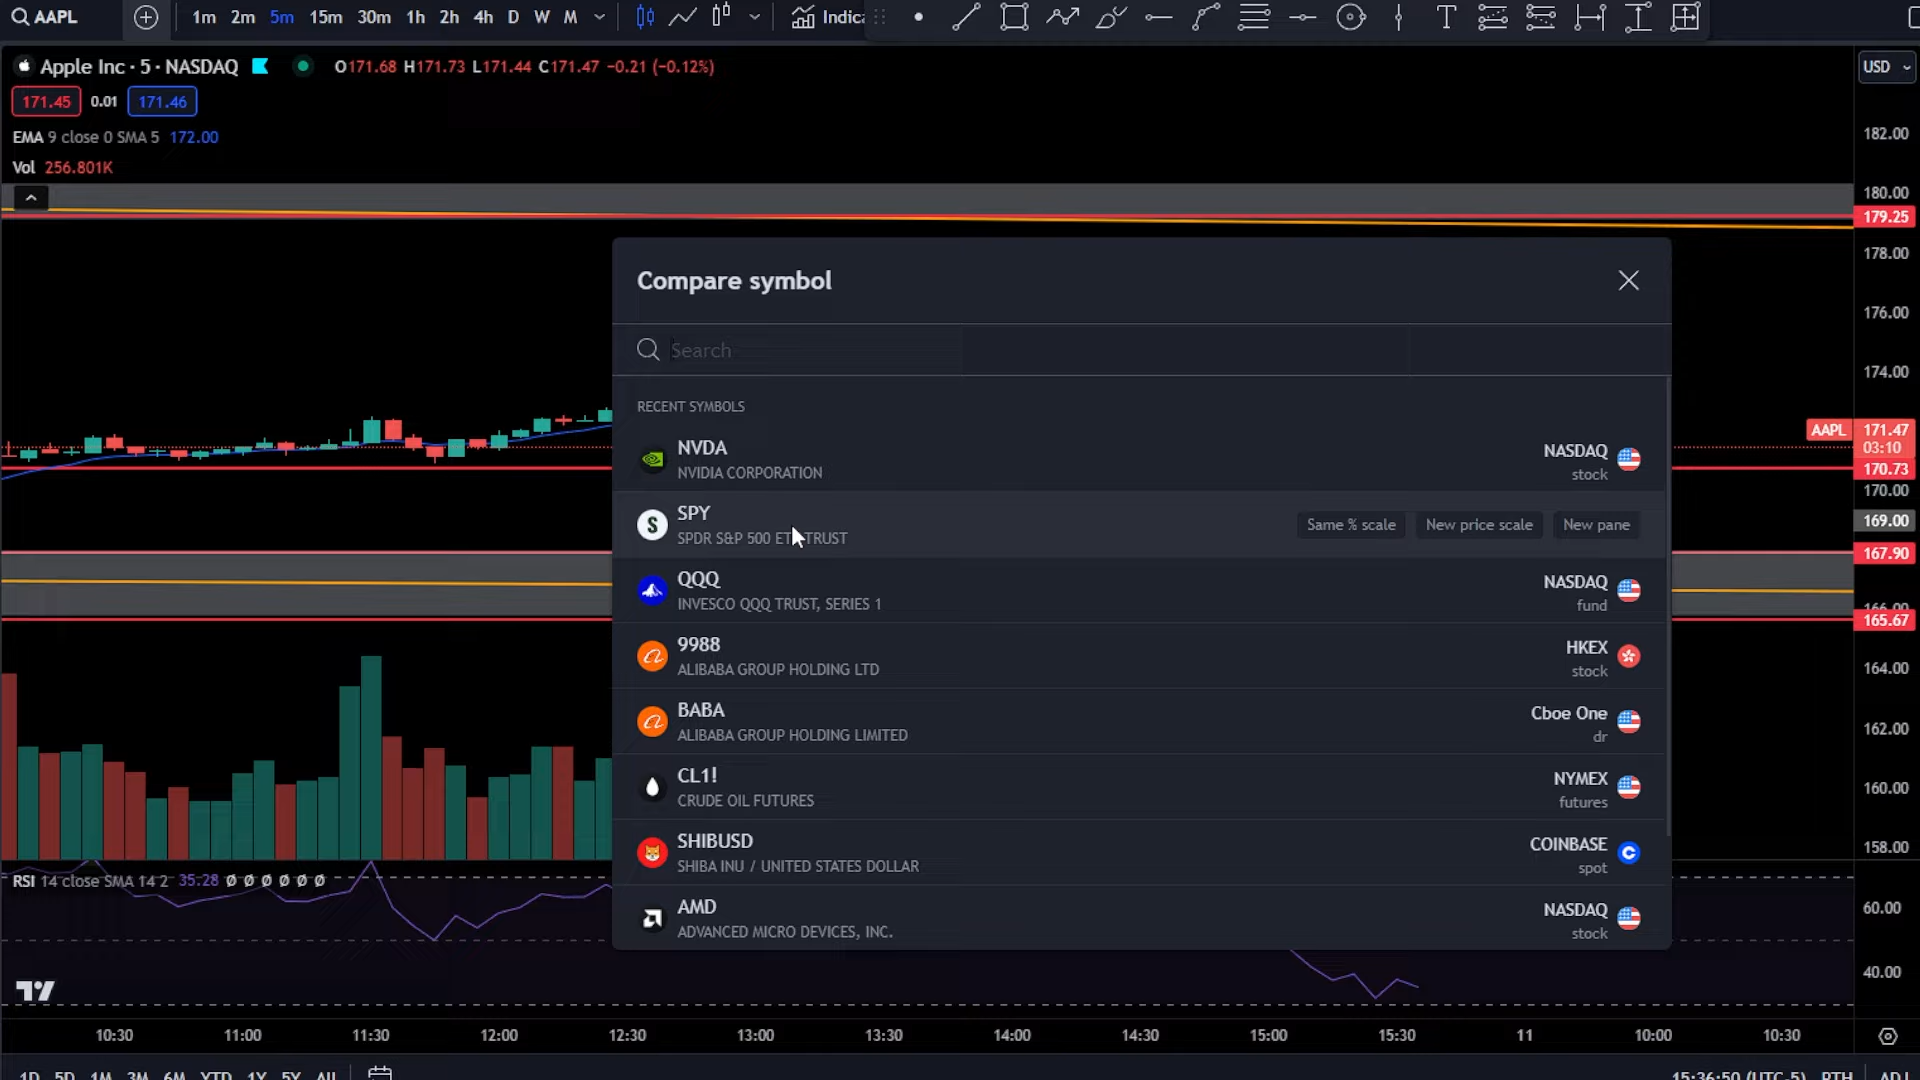 AAPL 1m 2m 5m 15m 30m 1h 2h 4h D W M Indic
Apple Inc · 5 · NASDAQ O171.68 H171.73 L171.44 C171.47 −0.21 (−0.12%)
USD
171.45 0.01 171.46
EMA 9 close 0 SMA 5 172.00
Vol 256.801K
182.00
180.00
179.25
178.00
176.00
174.00
AAPL 171.47
03:10
170.73
170.00
169.00
167.90
166.00
165.67
164.00
162.00
160.00
158.00
Compare symbol
Search
RECENT SYMBOLS
NVDA
NVIDIA CORPORATION
NASDAQ
stock
SPY
SPDR S&P 500 ETF TRUST
Same % scale New price scale New pane
QQQ
INVESCO QQQ TRUST, SERIES 1
NASDAQ
fund
9988
ALIBABA GROUP HOLDING LTD
HKEX
stock
BABA
ALIBABA GROUP HOLDING LIMITED
Cboe One
dr
CL1!
CRUDE OIL FUTURES
NYMEX
futures
SHIBUSD
SHIBA INU / UNITED STATES DOLLAR
COINBASE
spot
AMD
ADVANCED MICRO DEVICES, INC.
NASDAQ
stock
RSI 14 close SMA 14 2 35.28 Ø Ø Ø Ø Ø Ø
60.00
40.00
10:30 11:00 11:30 12:00 12:30 13:00 13:30 14:00 14:30 15:00 15:30 11 10:00 10:30
1D 5D 1M 3M 6M YTD 1Y 5Y All 15:36:50 (UTC-5) RTH ADJ